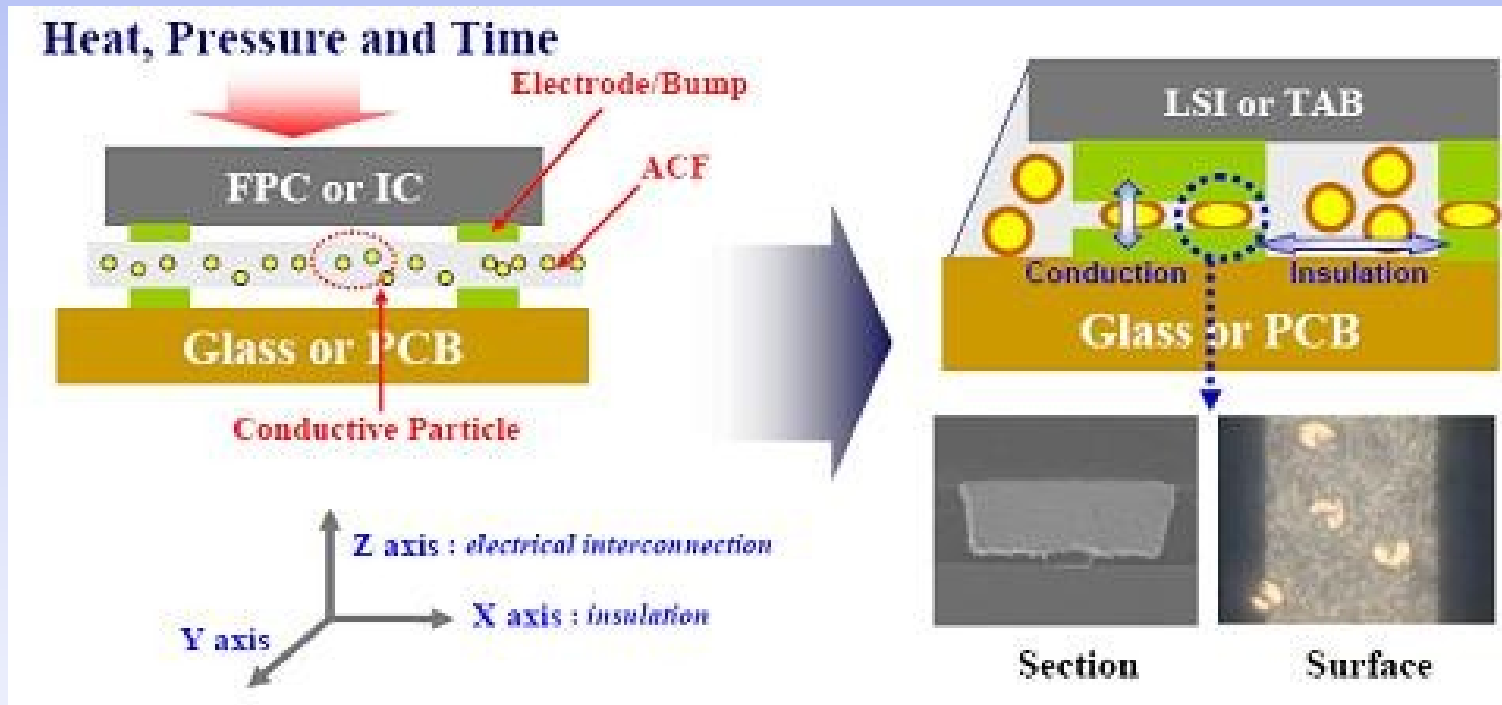 Heat, Pressure and Time
Electrode/Bump
ACF
FPC or IC
Glass or PCB
Conductive Particle
Z axis : electrical interconnection
X axis : insulation
Y axis
LSI or TAB
Conduction
Insulation
Glass or PCB
Section
Surface